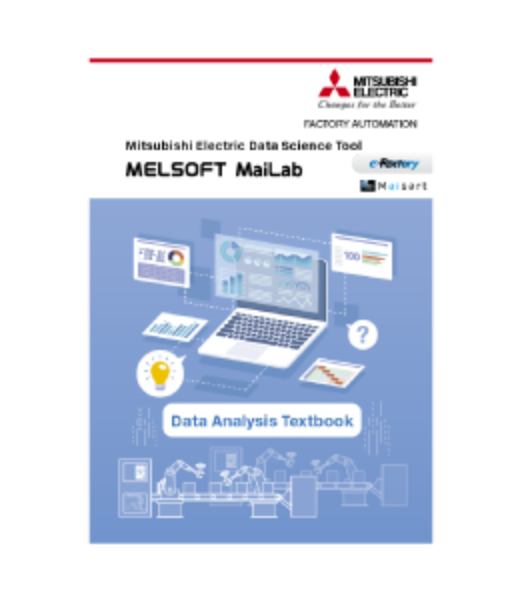 MITSUBISHI
ELECTRIC
Changes for the Better
FACTORY AUTOMATION
Mitsubishi Electric Data Science Tool
MELSOFT MaiLab
e-Factory
Maisart
100
?
Data Analysis Textbook